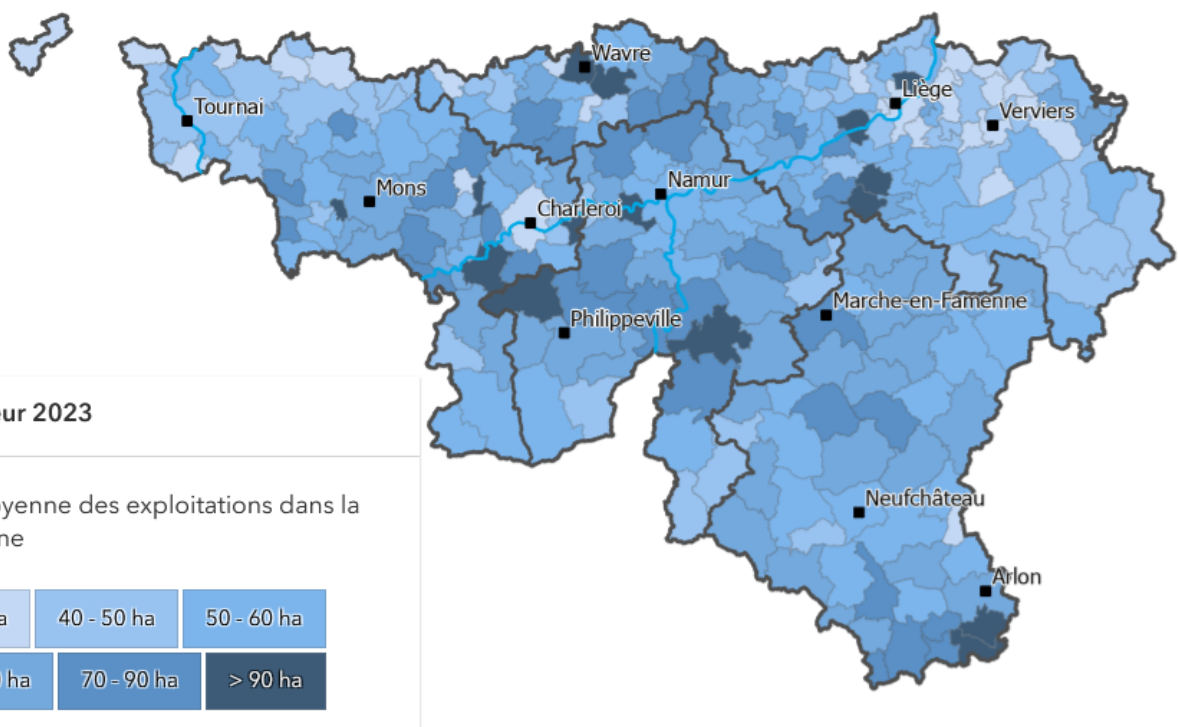 Wavre
Liège
Tournai
Verviers
Mons
Namur
Charleroi
Marche-en-Famenne
Philippeville
eur 2023
yenne des exploitations dans la
ne
Neufchâteau
Arlon
a
40 - 50 ha
50 - 60 ha
ha
70 - 90 ha
> 90 ha